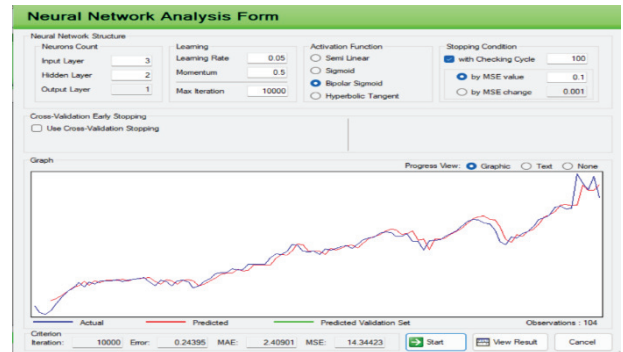 Neural Network Analysis Form
Neural Network Structure
Neurons Count
Input Layer 3
Hidden Layer 2
Output Layer 1
Learning
Learning Rate 0.05
Momentum 0.5
Max Iteration 10000
Activation Function
Semi Linear
Sigmoid
Bipolar Sigmoid
Hyperbolic Tangent
Stopping Condition
with Checking Cycle 100
by MSE value 0.1
by MSE change 0.001
Cross-Validation Early Stopping
Use Cross-Validation Stopping
Graph
Progress View: Graphic Text None
Actual Predicted Predicted Validation Set Observations : 104
Criterion
Iteration: 10000 Error: 0.24395 MAE: 2.40901 MSE: 14.34423 Start View Result Cancel